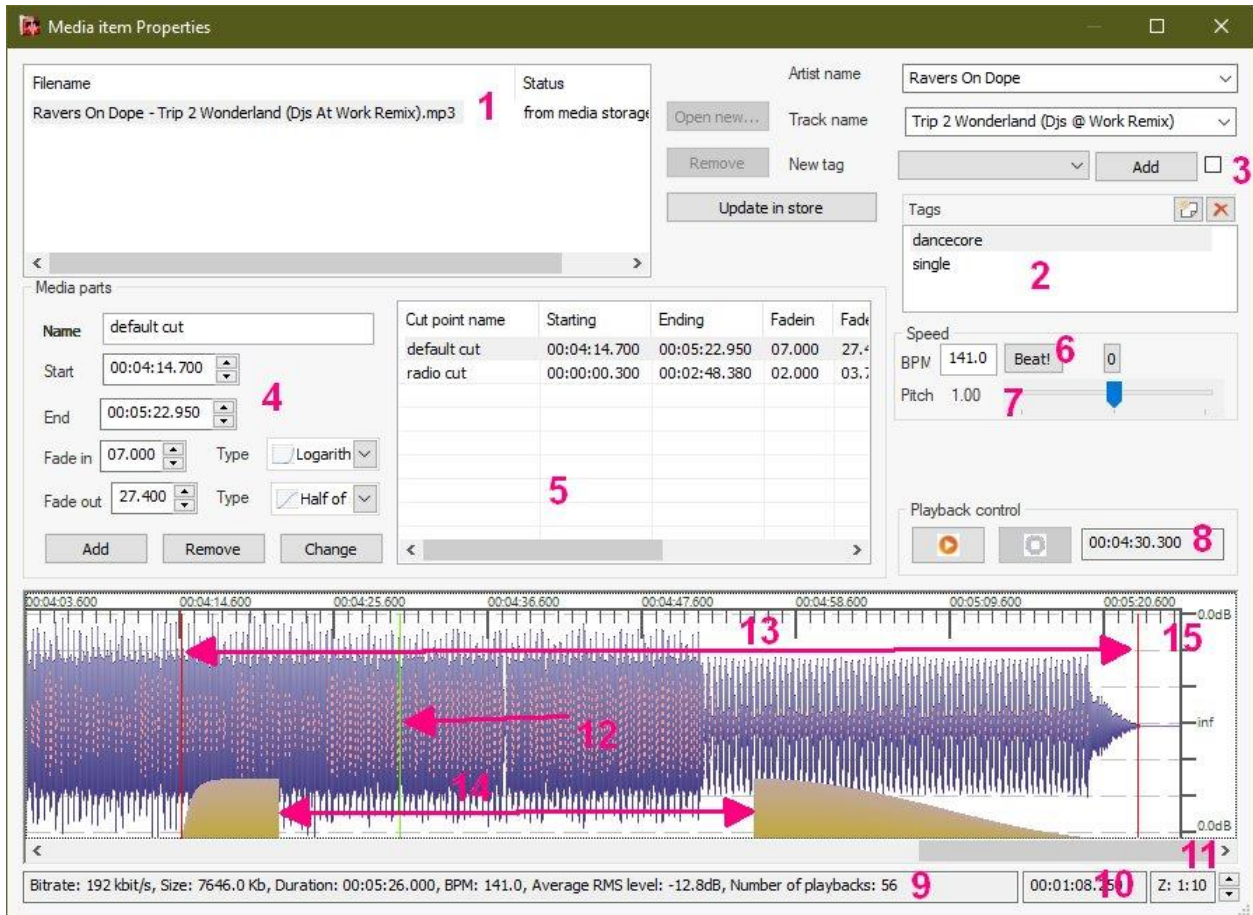 Media item Properties
Filename Status
Ravers On Dope - Trip 2 Wonderland (Djs At Work Remix).mp3 from media storage
1
Open new...
Remove
Update in store
Artist name Ravers On Dope
Track name Trip 2 Wonderland (Djs @ Work Remix)
New tag Add 3
Tags
dancecore
single
2
Media parts
Name default cut
Start 00:04:14.700
End 00:05:22.950
4
Fade in 07.000 Type Logarith
Fade out 27.400 Type Half of
Add Remove Change
Cut point name Starting Ending Fadein Fade
default cut 00:04:14.700 00:05:22.950 07.000 27.4
radio cut 00:00:00.300 00:02:48.380 02.000 03.7
5
Speed
BPM 141.0 Beat! 6 0
Pitch 1.00 7
Playback control
00:04:30.300 8
00:04:03.600 00:04:14.600 00:04:25.600 00:04:36.600 00:04:47.600 00:04:58.600 00:05:09.600 00:05:20.600
0.0dB
13 15
inf
12
14
0.0dB
11
Bitrate: 192 kbit/s, Size: 7646.0 Kb, Duration: 00:05:26.000, BPM: 141.0, Average RMS level: -12.8dB, Number of playbacks: 56 9
00:01:08.250 10
Z: 1:10